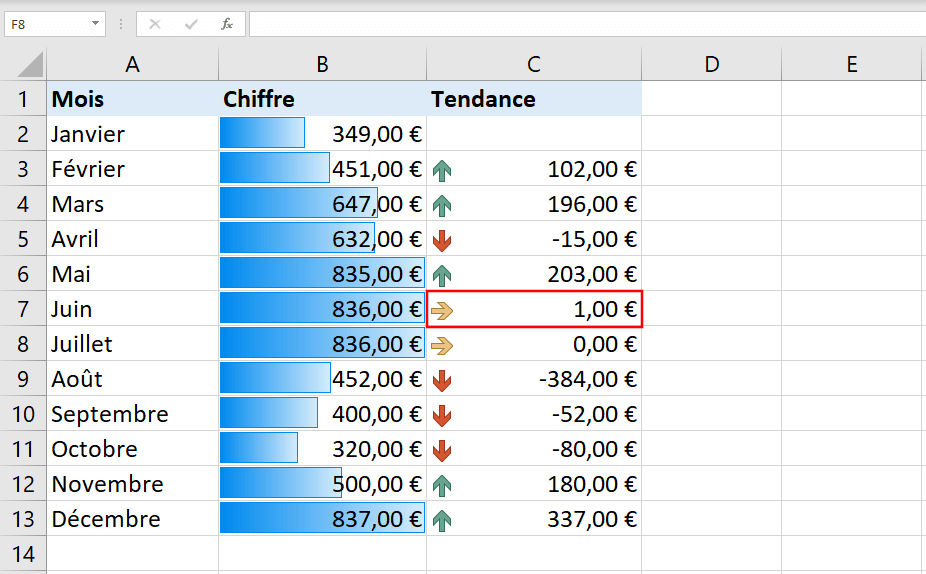 F8 fx
A B C D E
1 Mois Chiffre Tendance
2 Janvier 349,00 €
3 Février 451,00 € 102,00 €
4 Mars 647,00 € 196,00 €
5 Avril 632,00 € -15,00 €
6 Mai 835,00 € 203,00 €
7 Juin 836,00 € 1,00 €
8 Juillet 836,00 € 0,00 €
9 Août 452,00 € -384,00 €
10 Septembre 400,00 € -52,00 €
11 Octobre 320,00 € -80,00 €
12 Novembre 500,00 € 180,00 €
13 Décembre 837,00 € 337,00 €
14